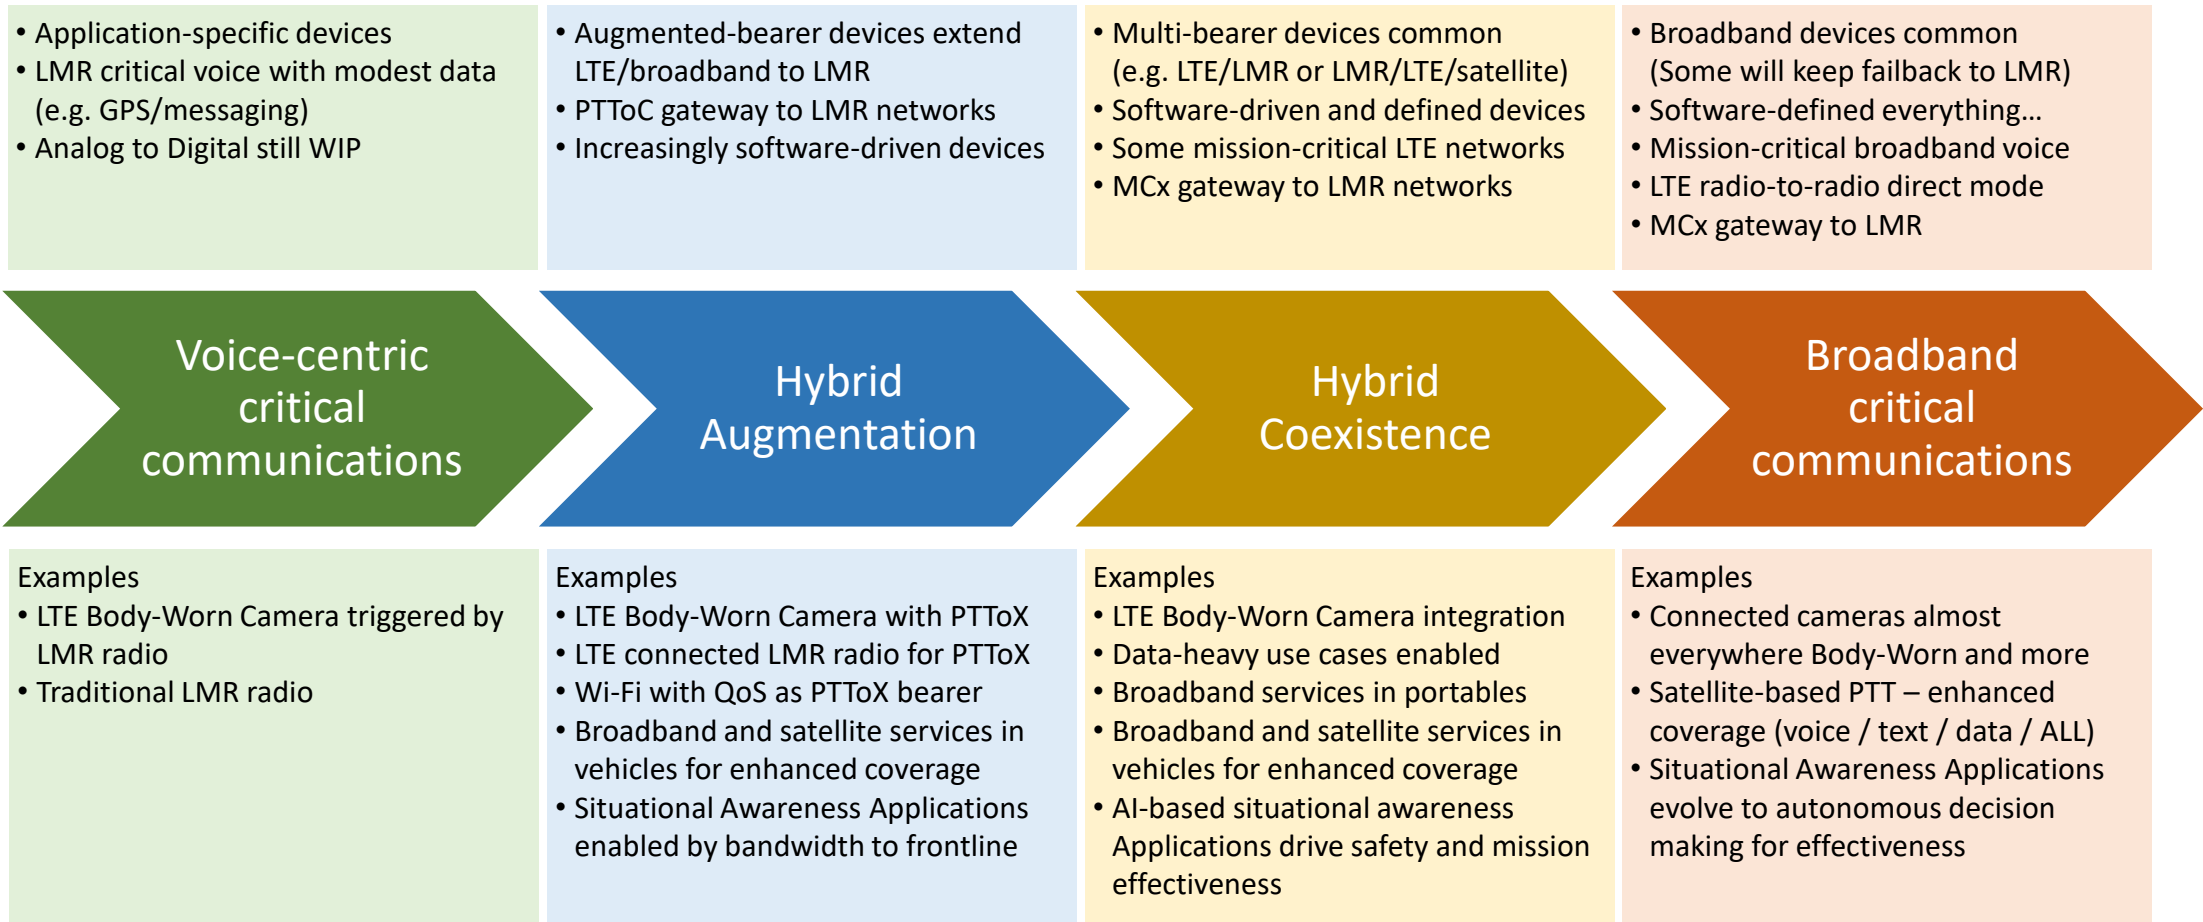 • Application-specific devices
• LMR critical voice with modest data
(e.g. GPS/messaging)
• Analog to Digital still WIP
• Augmented-bearer devices extend
LTE/broadband to LMR
• PTToC gateway to LMR networks
• Increasingly software-driven devices
• Multi-bearer devices common
(e.g. LTE/LMR or LMR/LTE/satellite)
• Software-driven and defined devices
• Some mission-critical LTE networks
• MCx gateway to LMR networks
• Broadband devices common
(Some will keep failback to LMR)
• Software-defined everything...
• Mission-critical broadband voice
• LTE radio-to-radio direct mode
• MCx gateway to LMR
Voice-centric
critical
communications
Hybrid
Augmentation
Hybrid
Coexistence
Broadband
critical
communications
Examples
• LTE Body-Worn Camera triggered by
LMR radio
• Traditional LMR radio
Examples
• LTE Body-Worn Camera with PTToX
• LTE connected LMR radio for PTToX
• Wi-Fi with QoS as PTToX bearer
• Broadband and satellite services in
vehicles for enhanced coverage
• Situational Awareness Applications
enabled by bandwidth to frontline
Examples
• LTE Body-Worn Camera integration
• Data-heavy use cases enabled
• Broadband services in portables
• Broadband and satellite services in
vehicles for enhanced coverage
• AI-based situational awareness
Applications drive safety and mission
effectiveness
Examples
• Connected cameras almost
everywhere Body-Worn and more
• Satellite-based PTT – enhanced
coverage (voice / text / data / ALL)
• Situational Awareness Applications
evolve to autonomous decision
making for effectiveness